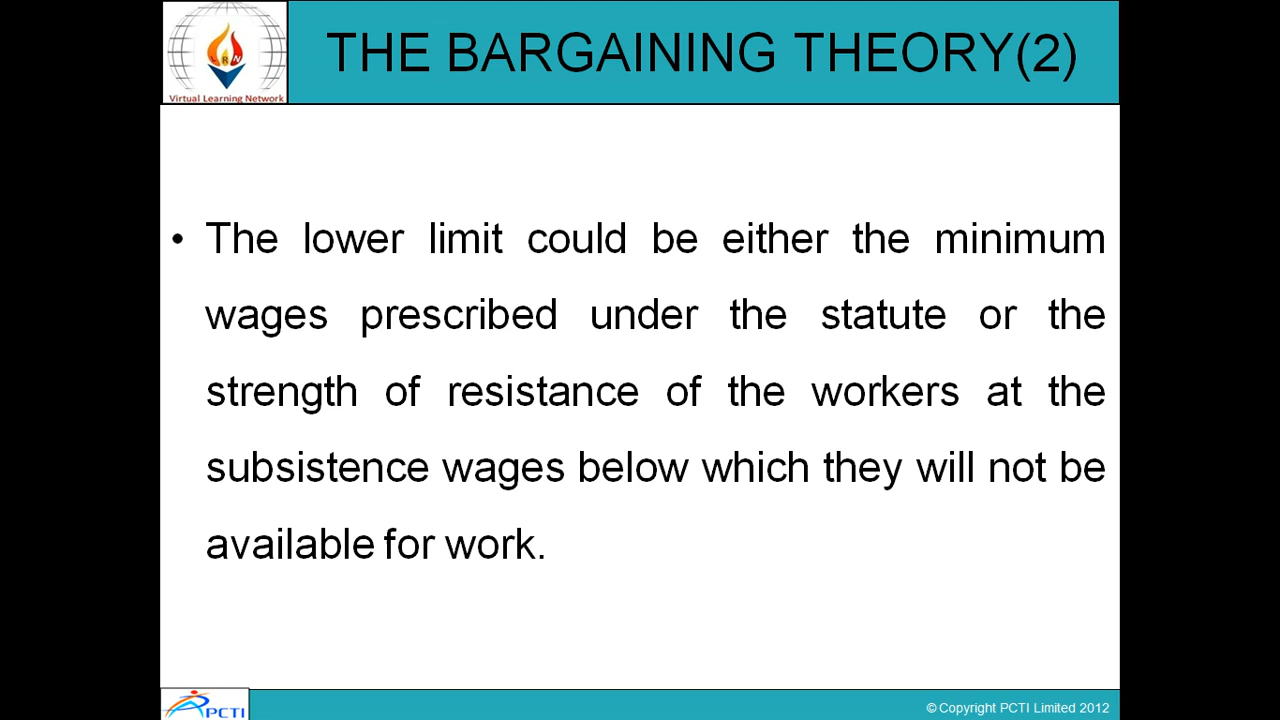 THE BARGAINING THEORY(2)
Virtual Learning Network
• The lower limit could be either the minimum
wages prescribed under the statute or the
strength of resistance of the workers at the
subsistence wages below which they will not be
available for work.
PCTI
© Copyright PCTI Limited 2012